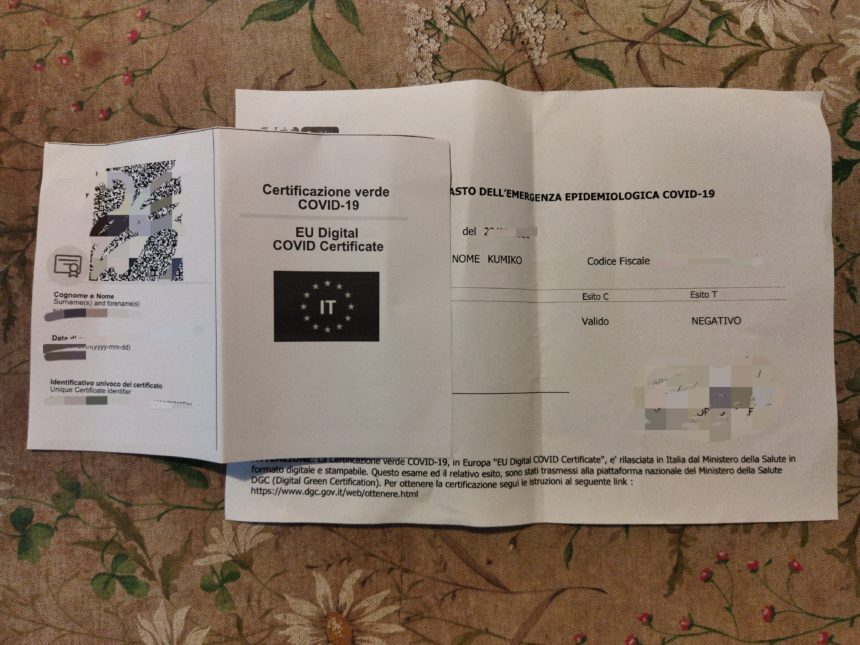 Certificazione verde
COVID-19
EU Digital
COVID Certificate
IT
Cognome e Nome
Surname(s) and forename(s)
Data di
yyyy-mm-dd)
Identificativo univoco del certificato
Unique Certificate identifier
ASTO DELL'EMERGENZA EPIDEMIOLOGICA COVID-19
del
NOME KUMIKO
Codice Fiscale
Esito C
Esito T
Valido
NEGATIVO
La Certificazione verde COVID-19, in Europa "EU Digital COVID Certificate", e' rilasciata in Italia dal Ministero della Salute in
formato digitale e stampabile. Questo esame ed il relativo esito, sono stati trasmessi alla piattaforma nazionale del Ministero della Salute
DGC (Digital Green Certification). Per ottenere la certificazione segui le istruzioni al seguente link :
https://www.dgc.gov.it/web/ottenere.html